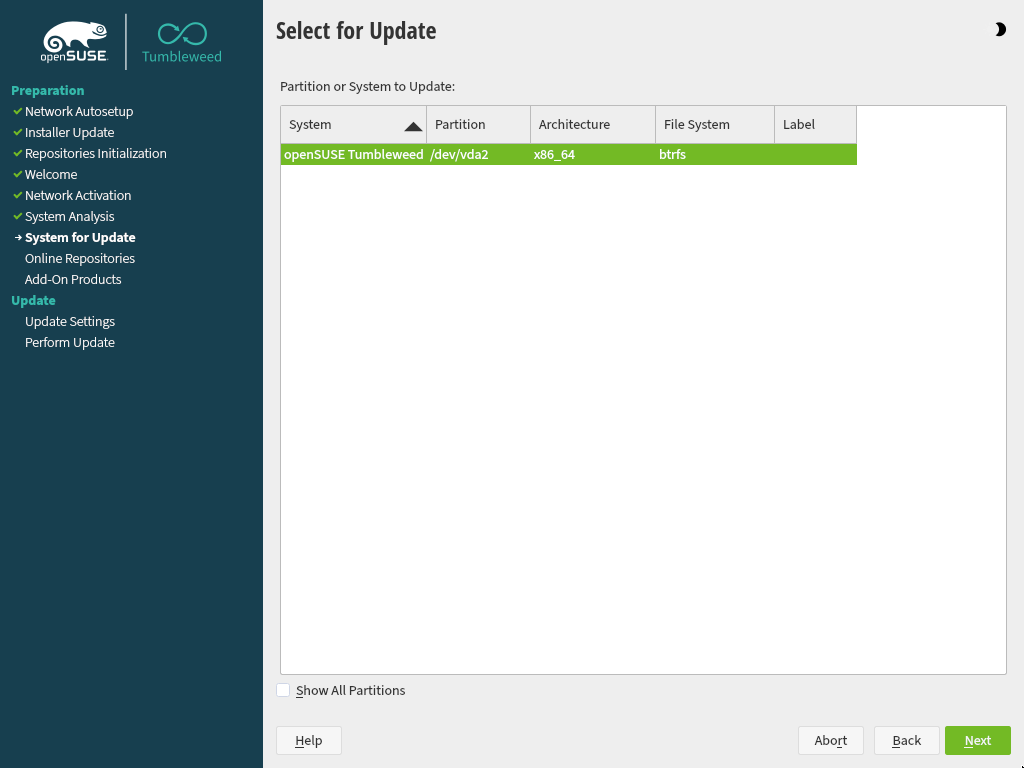 openSUSE
Tumbleweed
Preparation
Network Autosetup
Installer Update
Repositories Initialization
Welcome
Network Activation
System Analysis
System for Update
Online Repositories
Add-On Products
Update
Update Settings
Perform Update
Select for Update
Partition or System to Update:
System Partition Architecture File System Label
openSUSE Tumbleweed /dev/vda2 x86_64 btrfs
Show All Partitions
Help Abort Back Next